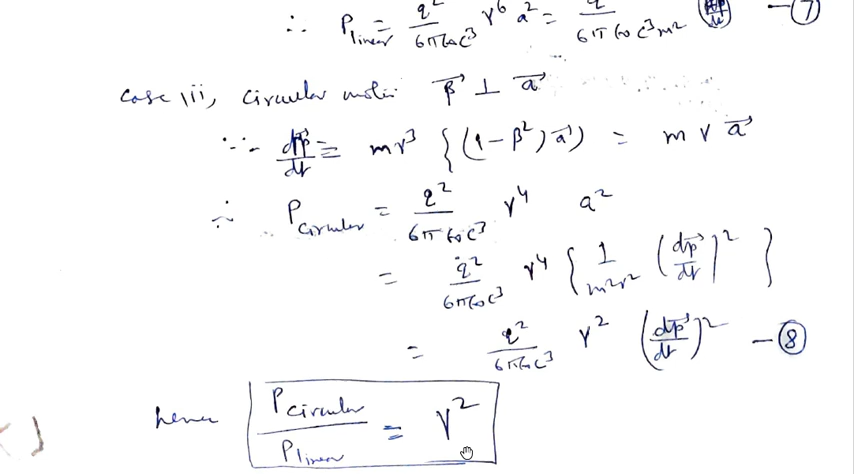 ∴ P_linear = q²/6πε₀c³ γ⁶ a² = q²/6πε₀c³m² (dp/dt)² — ⑦
Case iii, Circular motion β⃗ ⊥ a⃗
∵ dp⃗/dt = mγ³ {(1-β²)a⃗} = m γ a⃗
∴ P_circular = q²/6πε₀c³ γ⁴ a²
= q²/6πε₀c³ γ⁴ { 1/m²γ² (dp⃗/dt)² }
= q²/6πε₀c³ γ² (dp⃗/dt)² — ⑧
hence P_circular/P_linear = γ²